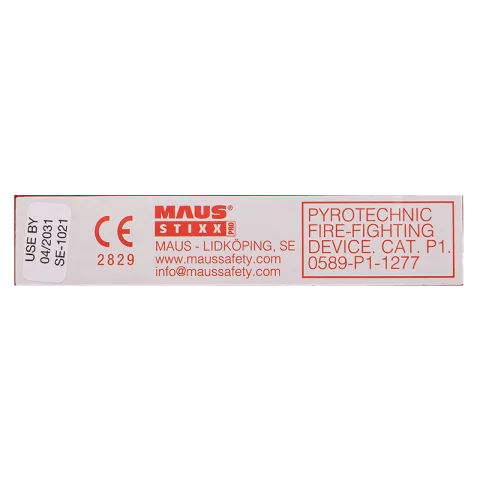 USE BY
04/2031
SE-1021
CE
2829
MAUS®
STIXX PRO
MAUS - LIDKÖPING, SE
www.maussafety.com
info@maussafety.com
PYROTECHNIC
FIRE-FIGHTING
DEVICE. CAT. P1.
0589-P1-1277